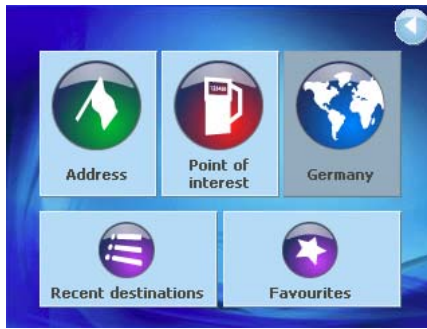 Address
Point of
interest
Germany
Recent destinations
Favourites